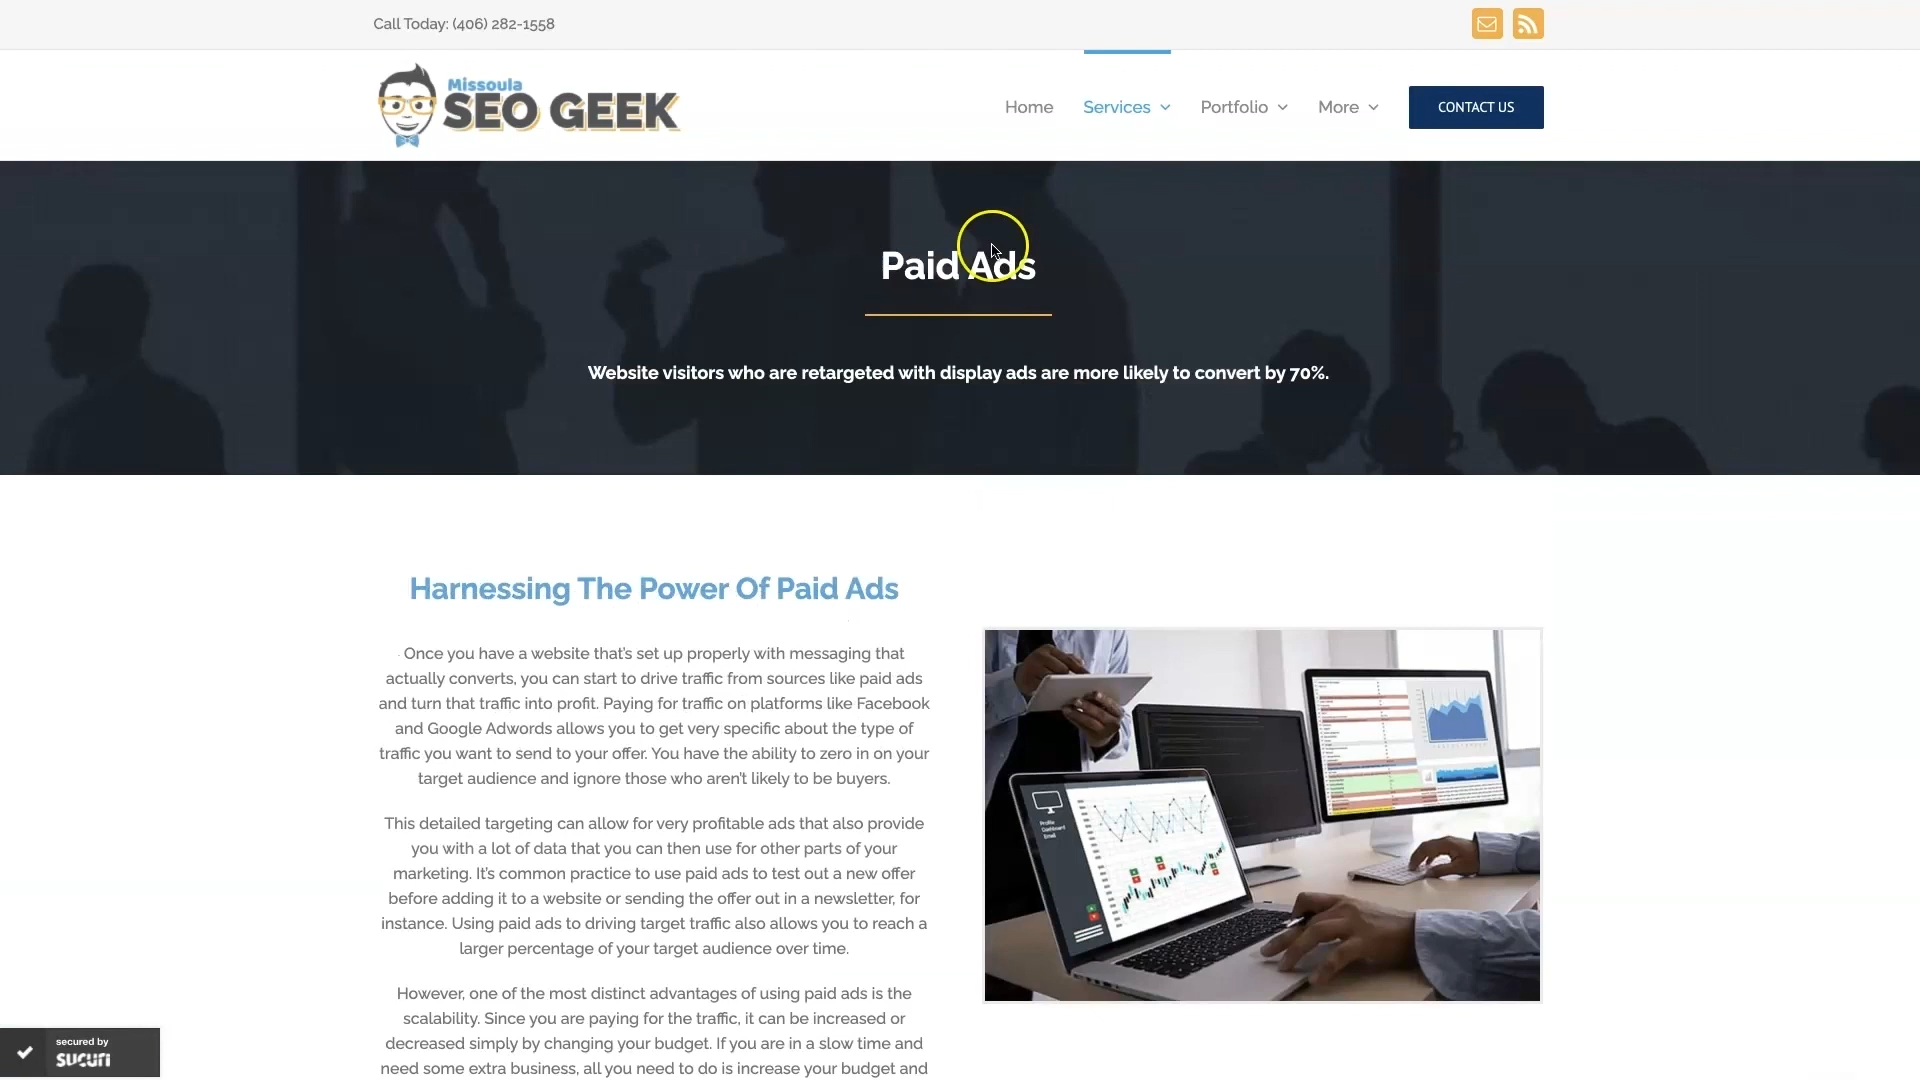 Call Today: (406) 282-1558
Missoula
SEO GEEK
Home
Services
Portfolio
More
CONTACT US
Paid Ads
Website visitors who are retargeted with display ads are more likely to convert by 70%.
Harnessing The Power Of Paid Ads
Once you have a website that's set up properly with messaging that
actually converts, you can start to drive traffic from sources like paid ads
and turn that traffic into profit. Paying for traffic on platforms like Facebook
and Google Adwords allows you to get very specific about the type of
traffic you want to send to your offer. You have the ability to zero in on your
target audience and ignore those who aren't likely to be buyers.
This detailed targeting can allow for very profitable ads that also provide
you with a lot of data that you can then use for other parts of your
marketing. It's common practice to use paid ads to test out a new offer
before adding it to a website or sending the offer out in a newsletter, for
instance. Using paid ads to driving target traffic also allows you to reach a
larger percentage of your target audience over time.
However, one of the most distinct advantages of using paid ads is the
scalability. Since you are paying for the traffic, it can be increased or
decreased simply by changing your budget. If you are in a slow time and
need some extra business, all you need to do is increase your budget and
Profile
Dashboard
Email
secured by
sucuri